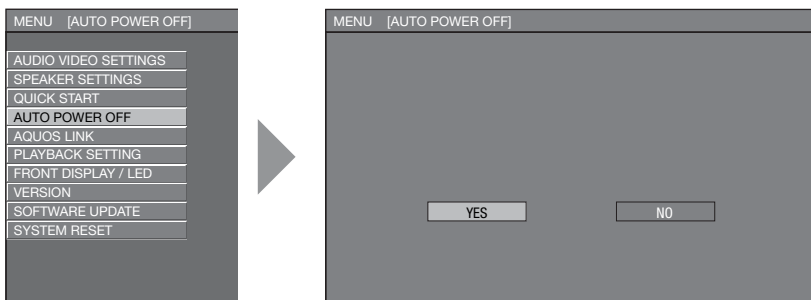 MENU [AUTO POWER OFF]
AUDIO VIDEO SETTINGS
SPEAKER SETTINGS
QUICK START
AUTO POWER OFF
AQUOS LINK
PLAYBACK SETTING
FRONT DISPLAY / LED
VERSION
SOFTWARE UPDATE
SYSTEM RESET
MENU [AUTO POWER OFF]
YES NO